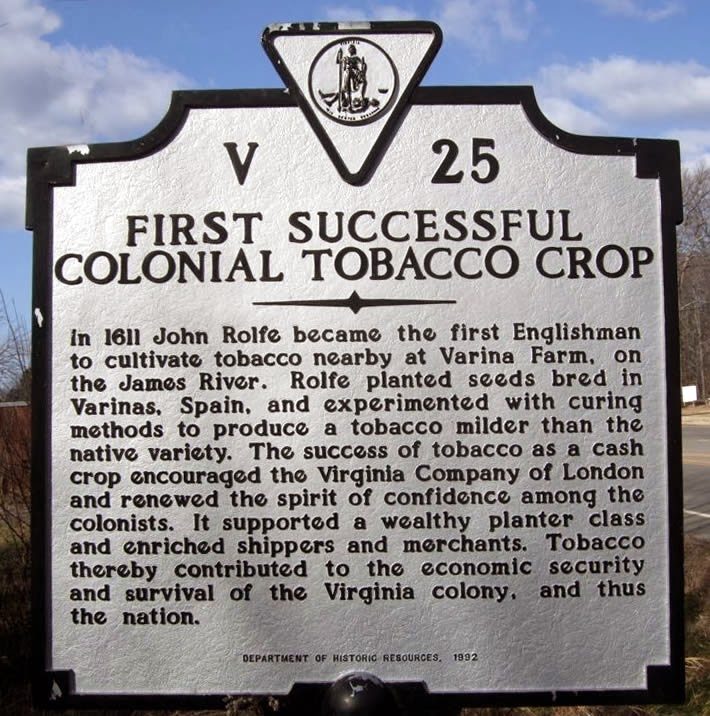 V 25
FIRST SUCCESSFUL
COLONIAL TOBACCO CROP
In 1611 John Rolfe became the first Englishman
to cultivate tobacco nearby at Varina Farm, on
the James River. Rolfe planted seeds bred in
Varinas, Spain, and experimented with curing
methods to produce a tobacco milder than the
native variety. The success of tobacco as a cash
crop encouraged the Virginia Company of London
and renewed the spirit of confidence among the
colonists. It supported a wealthy planter class
and enriched shippers and merchants. Tobacco
thereby contributed to the economic security
and survival of the Virginia colony, and thus
the nation.
DEPARTMENT OF HISTORIC RESOURCES, 1992